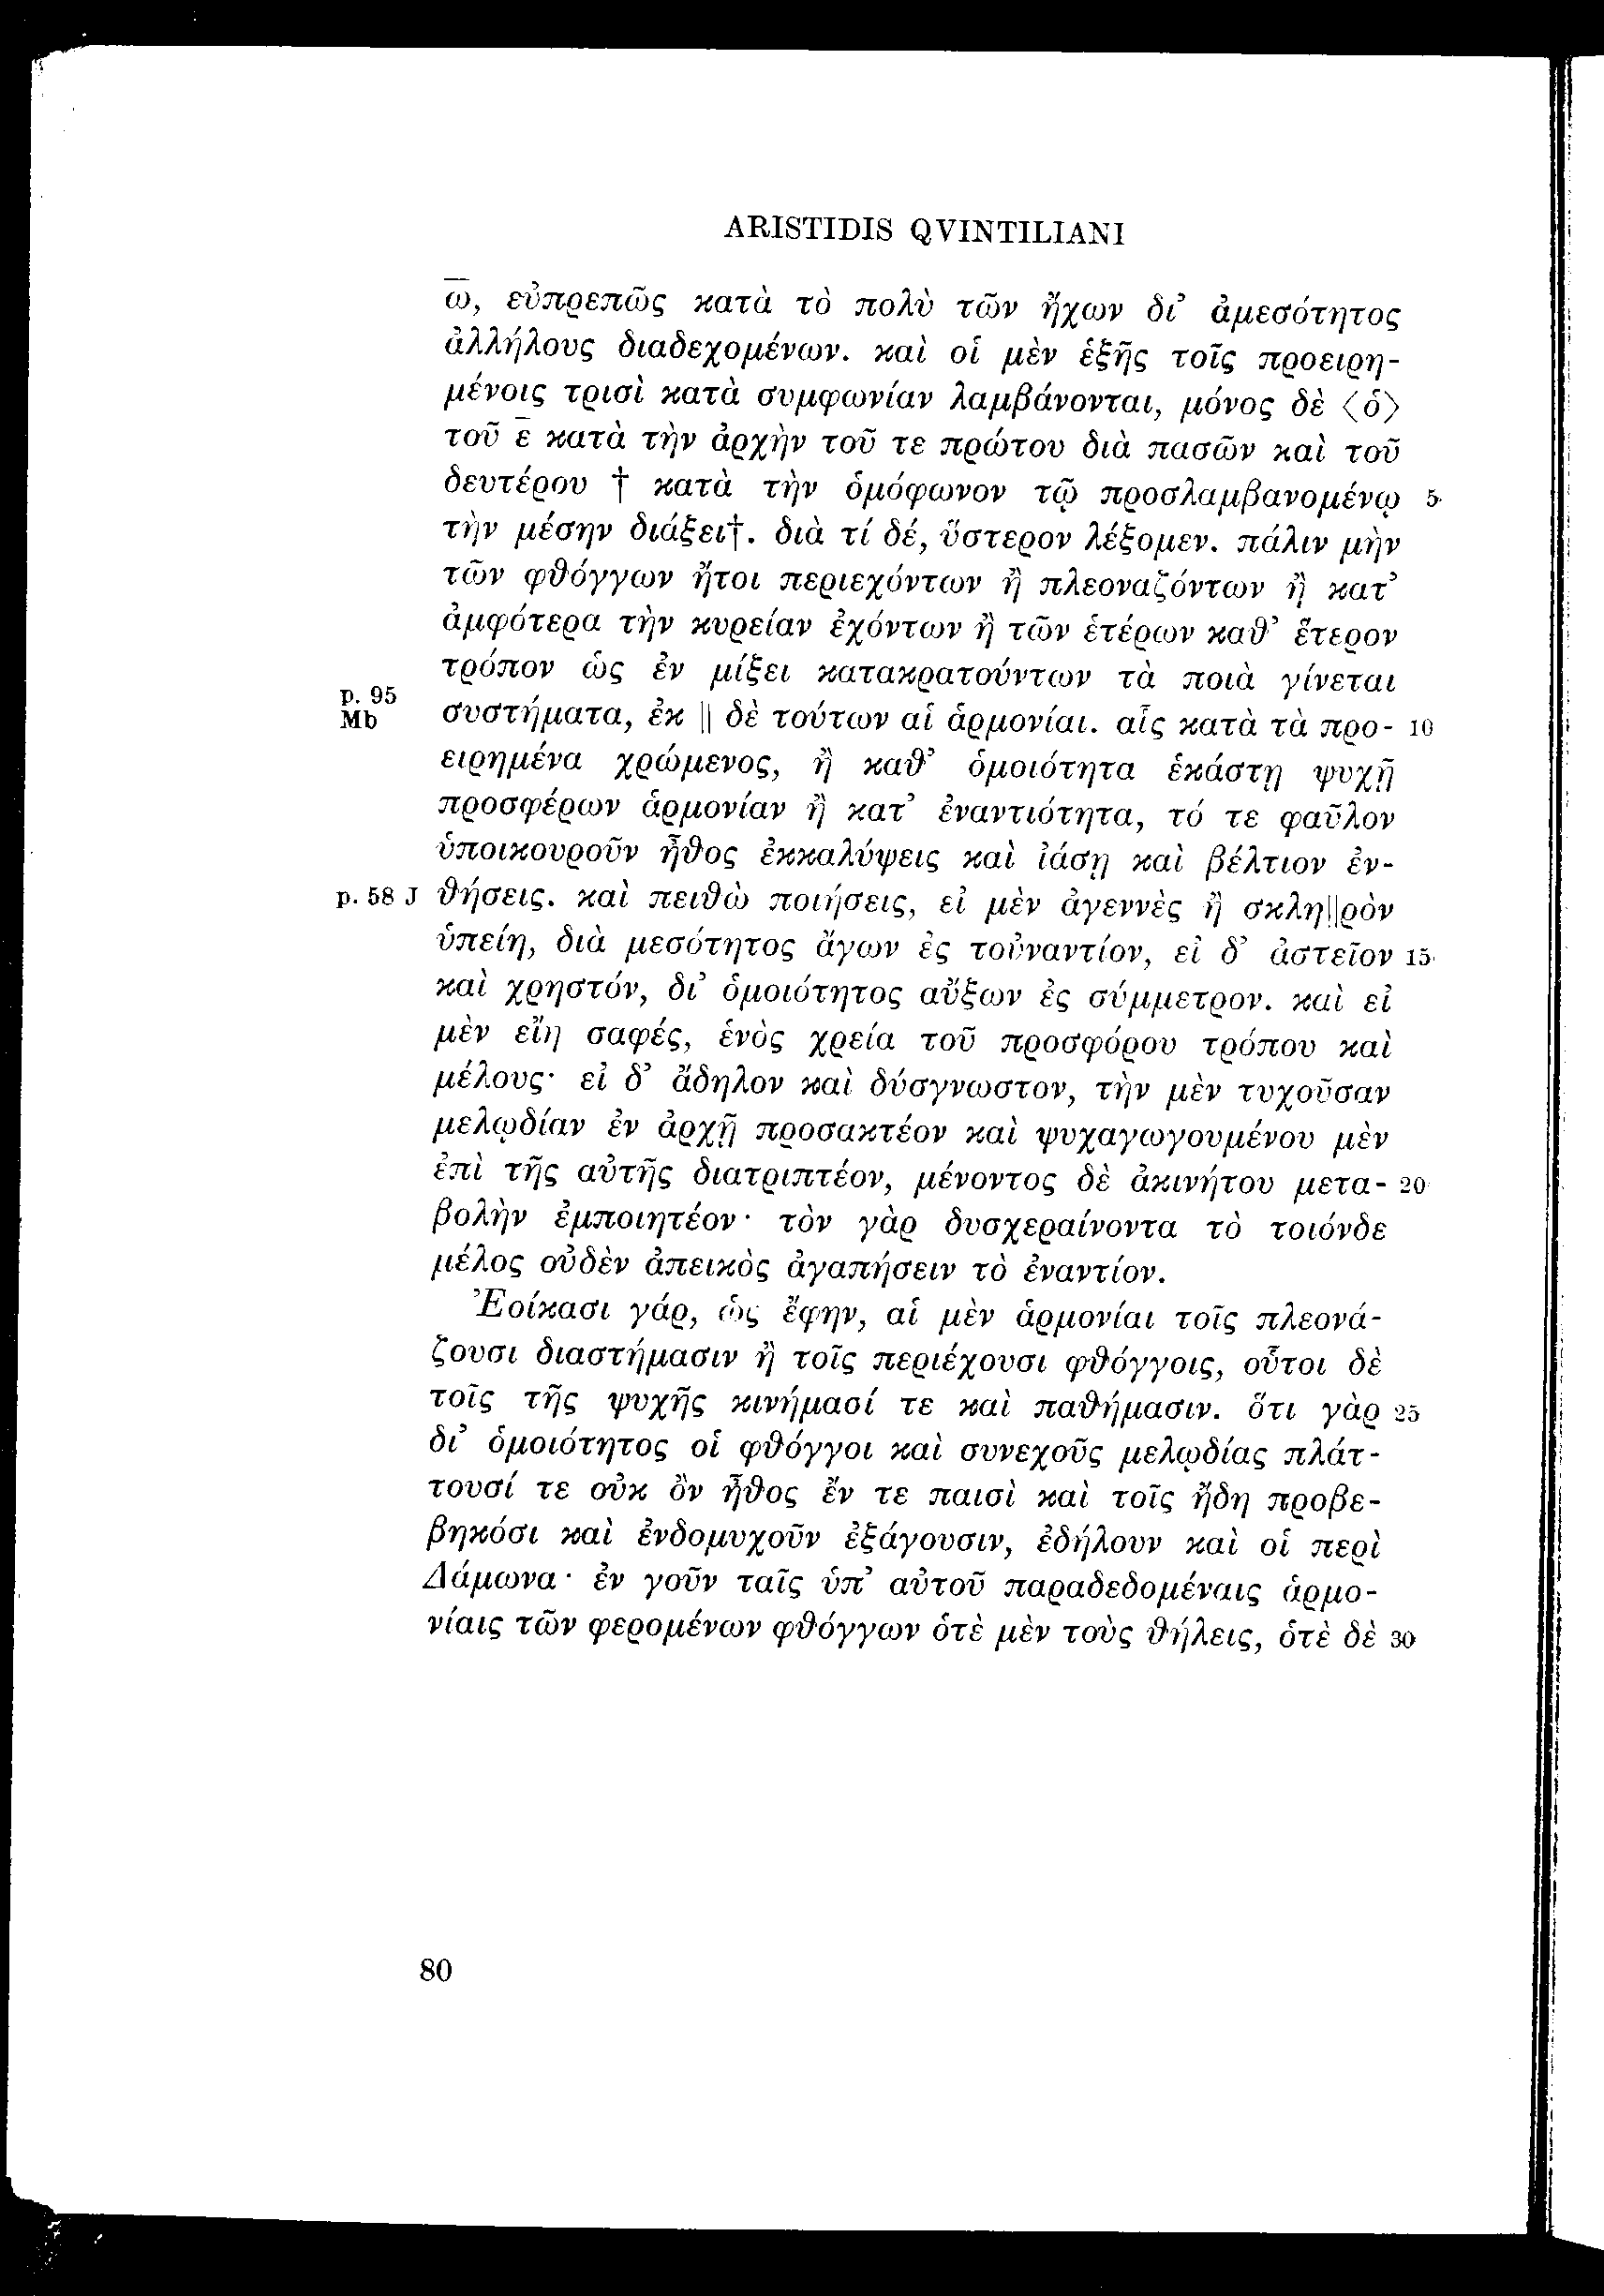 ARISTIDIS QVINTILIANI
ω̅, εὐπρεπῶς κατὰ τὸ πολὺ τῶν ἤχων δι’ ἀμεσότητος
ἀλλήλους διαδεχομένων. καὶ οἱ μὲν ἑξῆς τοῖς προειρη-
μένοις τρισὶ κατὰ συμφωνίαν λαμβάνονται, μόνος δὲ ⟨ὁ⟩
τοῦ ε̅ κατὰ τὴν ἀρχὴν τοῦ τε πρώτου διὰ πασῶν καὶ τοῦ
δευτέρου † κατὰ τὴν ὁμόφωνον τῷ προσλαμβανομένῳ 5
τὴν μέσην διάξει†. διὰ τί δέ, ὕστερον λέξομεν. πάλιν μὴν
τῶν φθόγγων ἤτοι περιεχόντων ἢ πλεοναζόντων ἢ κατ’
ἀμφότερα τὴν κυρείαν ἐχόντων ἢ τῶν ἑτέρων καθ’ ἕτερον
τρόπον ὡς ἐν μίξει κατακρατούντων τὰ ποιὰ γίνεται
p. 95
Mb συστήματα, ἐκ || δὲ τούτων αἱ ἁρμονίαι. αἷς κατὰ τὰ προ- 10
ειρημένα χρώμενος, ἢ καθ’ ὁμοιότητα ἑκάστῃ ψυχῇ
προσφέρων ἁρμονίαν ἢ κατ’ ἐναντιότητα, τό τε φαῦλον
ὑποικουροῦν ἦθος ἐκκαλύψεις καὶ ἰάσῃ καὶ βέλτιον ἐν-
p. 58 J θήσεις. καὶ πειθὼ ποιήσεις, εἰ μὲν ἀγεννὲς ἢ σκλη||ρὸν
ὑπείη, διὰ μεσότητος ἄγων ἐς τοὐναντίον, εἰ δ’ ἀστεῖον 15
καὶ χρηστόν, δι’ ὁμοιότητος αὔξων ἐς σύμμετρον. καὶ εἰ
μὲν εἴη σαφές, ἑνὸς χρεία τοῦ προσφόρου τρόπου καὶ
μέλους· εἰ δ’ ἄδηλον καὶ δύσγνωστον, τὴν μὲν τυχοῦσαν
μελῳδίαν ἐν ἀρχῇ προσακτέον καὶ ψυχαγωγουμένου μὲν
ἐπὶ τῆς αὐτῆς διατριπτέον, μένοντος δὲ ἀκινήτου μετα- 20
βολὴν ἐμποιητέον· τὸν γὰρ δυσχεραίνοντα τὸ τοιόνδε
μέλος οὐδὲν ἀπεικὸς ἀγαπήσειν τὸ ἐναντίον.
Ἐοίκασι γάρ, ὡς ἔφην, αἱ μὲν ἁρμονίαι τοῖς πλεονά-
ζουσι διαστήμασιν ἢ τοῖς περιέχουσι φθόγγοις, οὗτοι δὲ
τοῖς τῆς ψυχῆς κινήμασί τε καὶ παθήμασιν. ὅτι γὰρ 25
δι’ ὁμοιότητος οἱ φθόγγοι καὶ συνεχοῦς μελῳδίας πλάτ-
τουσί τε οὐκ ὂν ἦθος ἔν τε παισὶ καὶ τοῖς ἤδη προβε-
βηκόσι καὶ ἐνδομυχοῦν ἐξάγουσιν, ἐδήλουν καὶ οἱ περὶ
Δάμωνα· ἐν γοῦν ταῖς ὑπ’ αὐτοῦ παραδεδομέναις ἁρμο-
νίαις τῶν φερομένων φθόγγων ὁτὲ μὲν τοὺς θήλεις, ὁτὲ δὲ 30
80